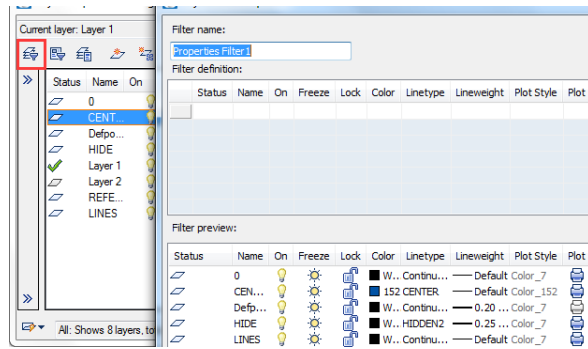 Current layer: Layer 1
Status Name On
0
CENT...
Defpo...
HIDE
Layer 1
Layer 2
REFE...
LINES
All: Shows 8 layers, to
Filter name:
Properties Filter1
Filter definition:
Status Name On Freeze Lock Color Linetype Lineweight Plot Style Plot
Filter preview:
Status Name On Freeze Lock Color Linetype Lineweight Plot Style Plot
0 W... Continu... Default Color_7
CEN... 152 CENTER Default Color_152
Defp... W... Continu... 0.20 ... Color_7
HIDE W... HIDDEN2 0.25 ... Color_7
LINES W... Continu... Default Color_7